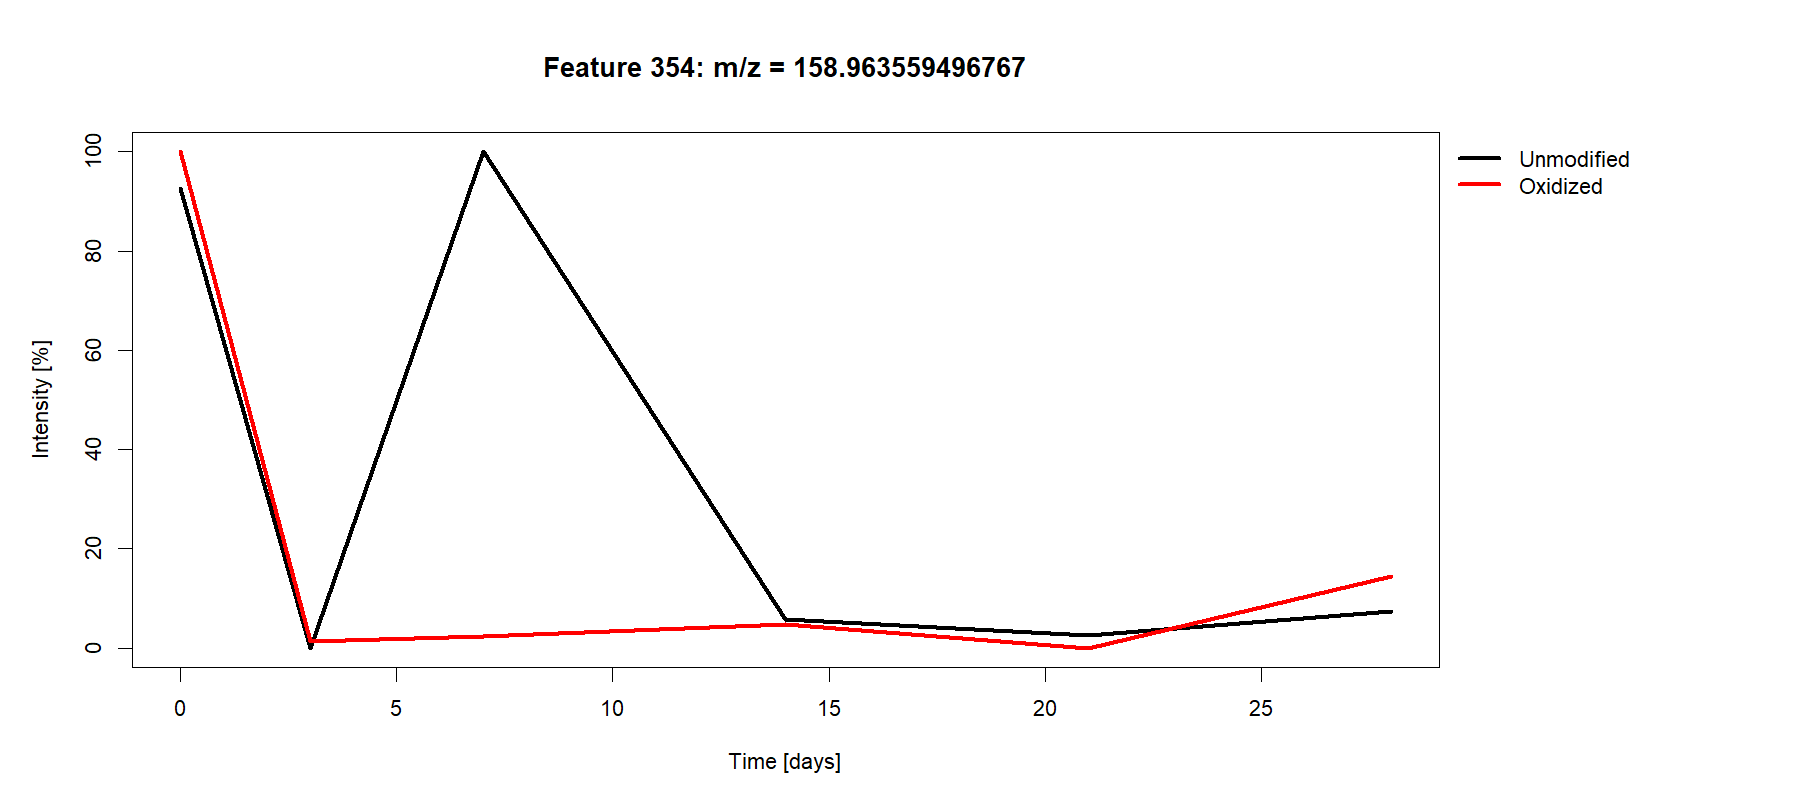 Feature 354: m/z = 158.963559496767
Unmodified
Oxidized
Intensity [%]
100
80
60
40
20
0
0 5 10 15 20 25
Time [days]